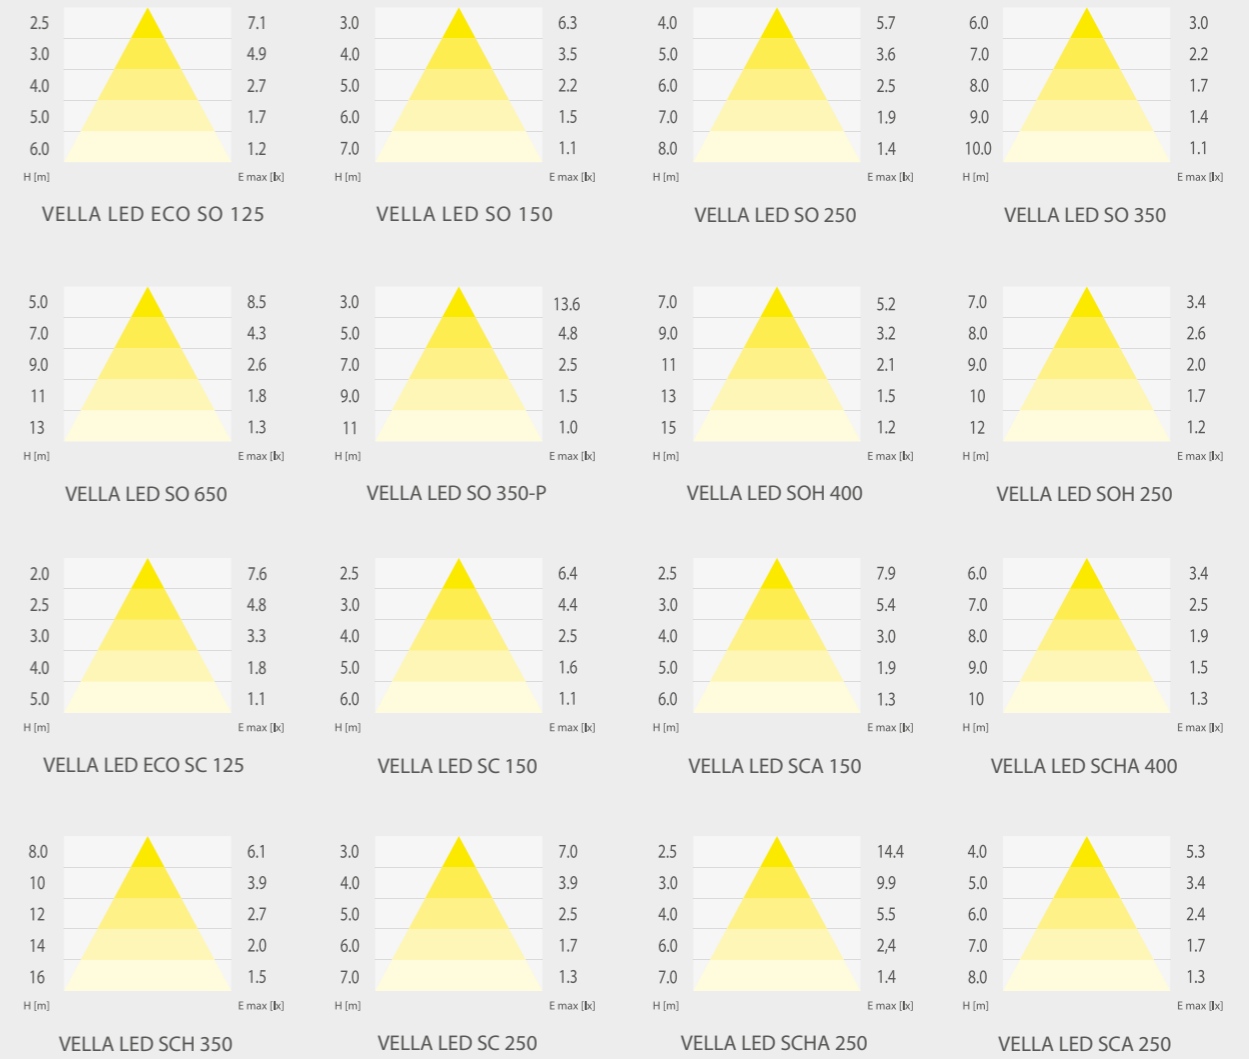 2.5 7.1 3.0 6.3 4.0 5.7 6.0 3.0
3.0 4.9 4.0 3.5 5.0 3.6 7.0 2.2
4.0 2.7 5.0 2.2 6.0 2.5 8.0 1.7
5.0 1.7 6.0 1.5 7.0 1.9 9.0 1.4
6.0 1.2 7.0 1.1 8.0 1.4 10.0 1.1
H [m] E max [lx] H [m] E max [lx] H [m] E max [lx] H [m] E max [lx]
VELLA LED ECO SO 125 VELLA LED SO 150 VELLA LED SO 250 VELLA LED SO 350
5.0 8.5 3.0 13.6 7.0 5.2 7.0 3.4
7.0 4.3 5.0 4.8 9.0 3.2 8.0 2.6
9.0 2.6 7.0 2.5 11 2.1 9.0 2.0
11 1.8 9.0 1.5 13 1.5 10 1.7
13 1.3 11 1.0 15 1.2 12 1.2
H [m] E max [lx] H [m] E max [lx] H [m] E max [lx] H [m] E max [lx]
VELLA LED SO 650 VELLA LED SO 350-P VELLA LED SOH 400 VELLA LED SOH 250
2.0 7.6 2.5 6.4 2.5 7.9 6.0 3.4
2.5 4.8 3.0 4.4 3.0 5.4 7.0 2.5
3.0 3.3 4.0 2.5 4.0 3.0 8.0 1.9
4.0 1.8 5.0 1.6 5.0 1.9 9.0 1.5
5.0 1.1 6.0 1.1 6.0 1.3 10 1.3
H [m] E max [lx] H [m] E max [lx] H [m] E max [lx] H [m] E max [lx]
VELLA LED ECO SC 125 VELLA LED SC 150 VELLA LED SCA 150 VELLA LED SCHA 400
8.0 6.1 3.0 7.0 2.5 14.4 4.0 5.3
10 3.9 4.0 3.9 3.0 9.9 5.0 3.4
12 2.7 5.0 2.5 4.0 5.5 6.0 2.4
14 2.0 6.0 1.7 6.0 2,4 7.0 1.7
16 1.5 7.0 1.3 7.0 1.4 8.0 1.3
H [m] E max [lx] H [m] E max [lx] H [m] E max [lx] H [m] E max [lx]
VELLA LED SCH 350 VELLA LED SC 250 VELLA LED SCHA 250 VELLA LED SCA 250